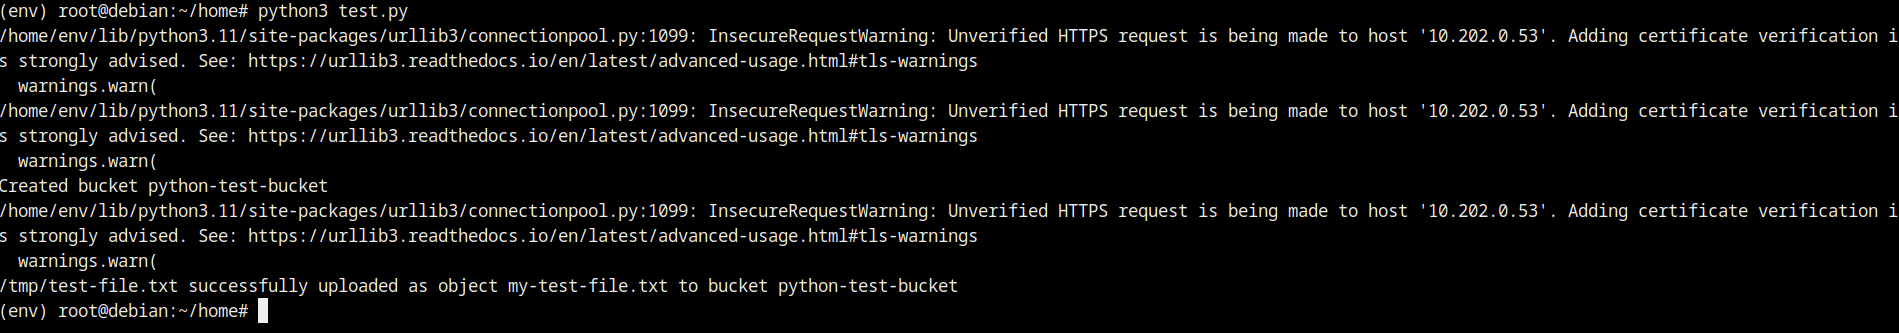 (env) root@debian:~/home# python3 test.py
/home/env/lib/python3.11/site-packages/urllib3/connectionpool.py:1099: InsecureRequestWarning: Unverified HTTPS request is being made to host '10.202.0.53'. Adding certificate verification i
s strongly advised. See: https://urllib3.readthedocs.io/en/latest/advanced-usage.html#tls-warnings
  warnings.warn(
/home/env/lib/python3.11/site-packages/urllib3/connectionpool.py:1099: InsecureRequestWarning: Unverified HTTPS request is being made to host '10.202.0.53'. Adding certificate verification i
s strongly advised. See: https://urllib3.readthedocs.io/en/latest/advanced-usage.html#tls-warnings
  warnings.warn(
Created bucket python-test-bucket
/home/env/lib/python3.11/site-packages/urllib3/connectionpool.py:1099: InsecureRequestWarning: Unverified HTTPS request is being made to host '10.202.0.53'. Adding certificate verification i
s strongly advised. See: https://urllib3.readthedocs.io/en/latest/advanced-usage.html#tls-warnings
  warnings.warn(
/tmp/test-file.txt successfully uploaded as object my-test-file.txt to bucket python-test-bucket
(env) root@debian:~/home#